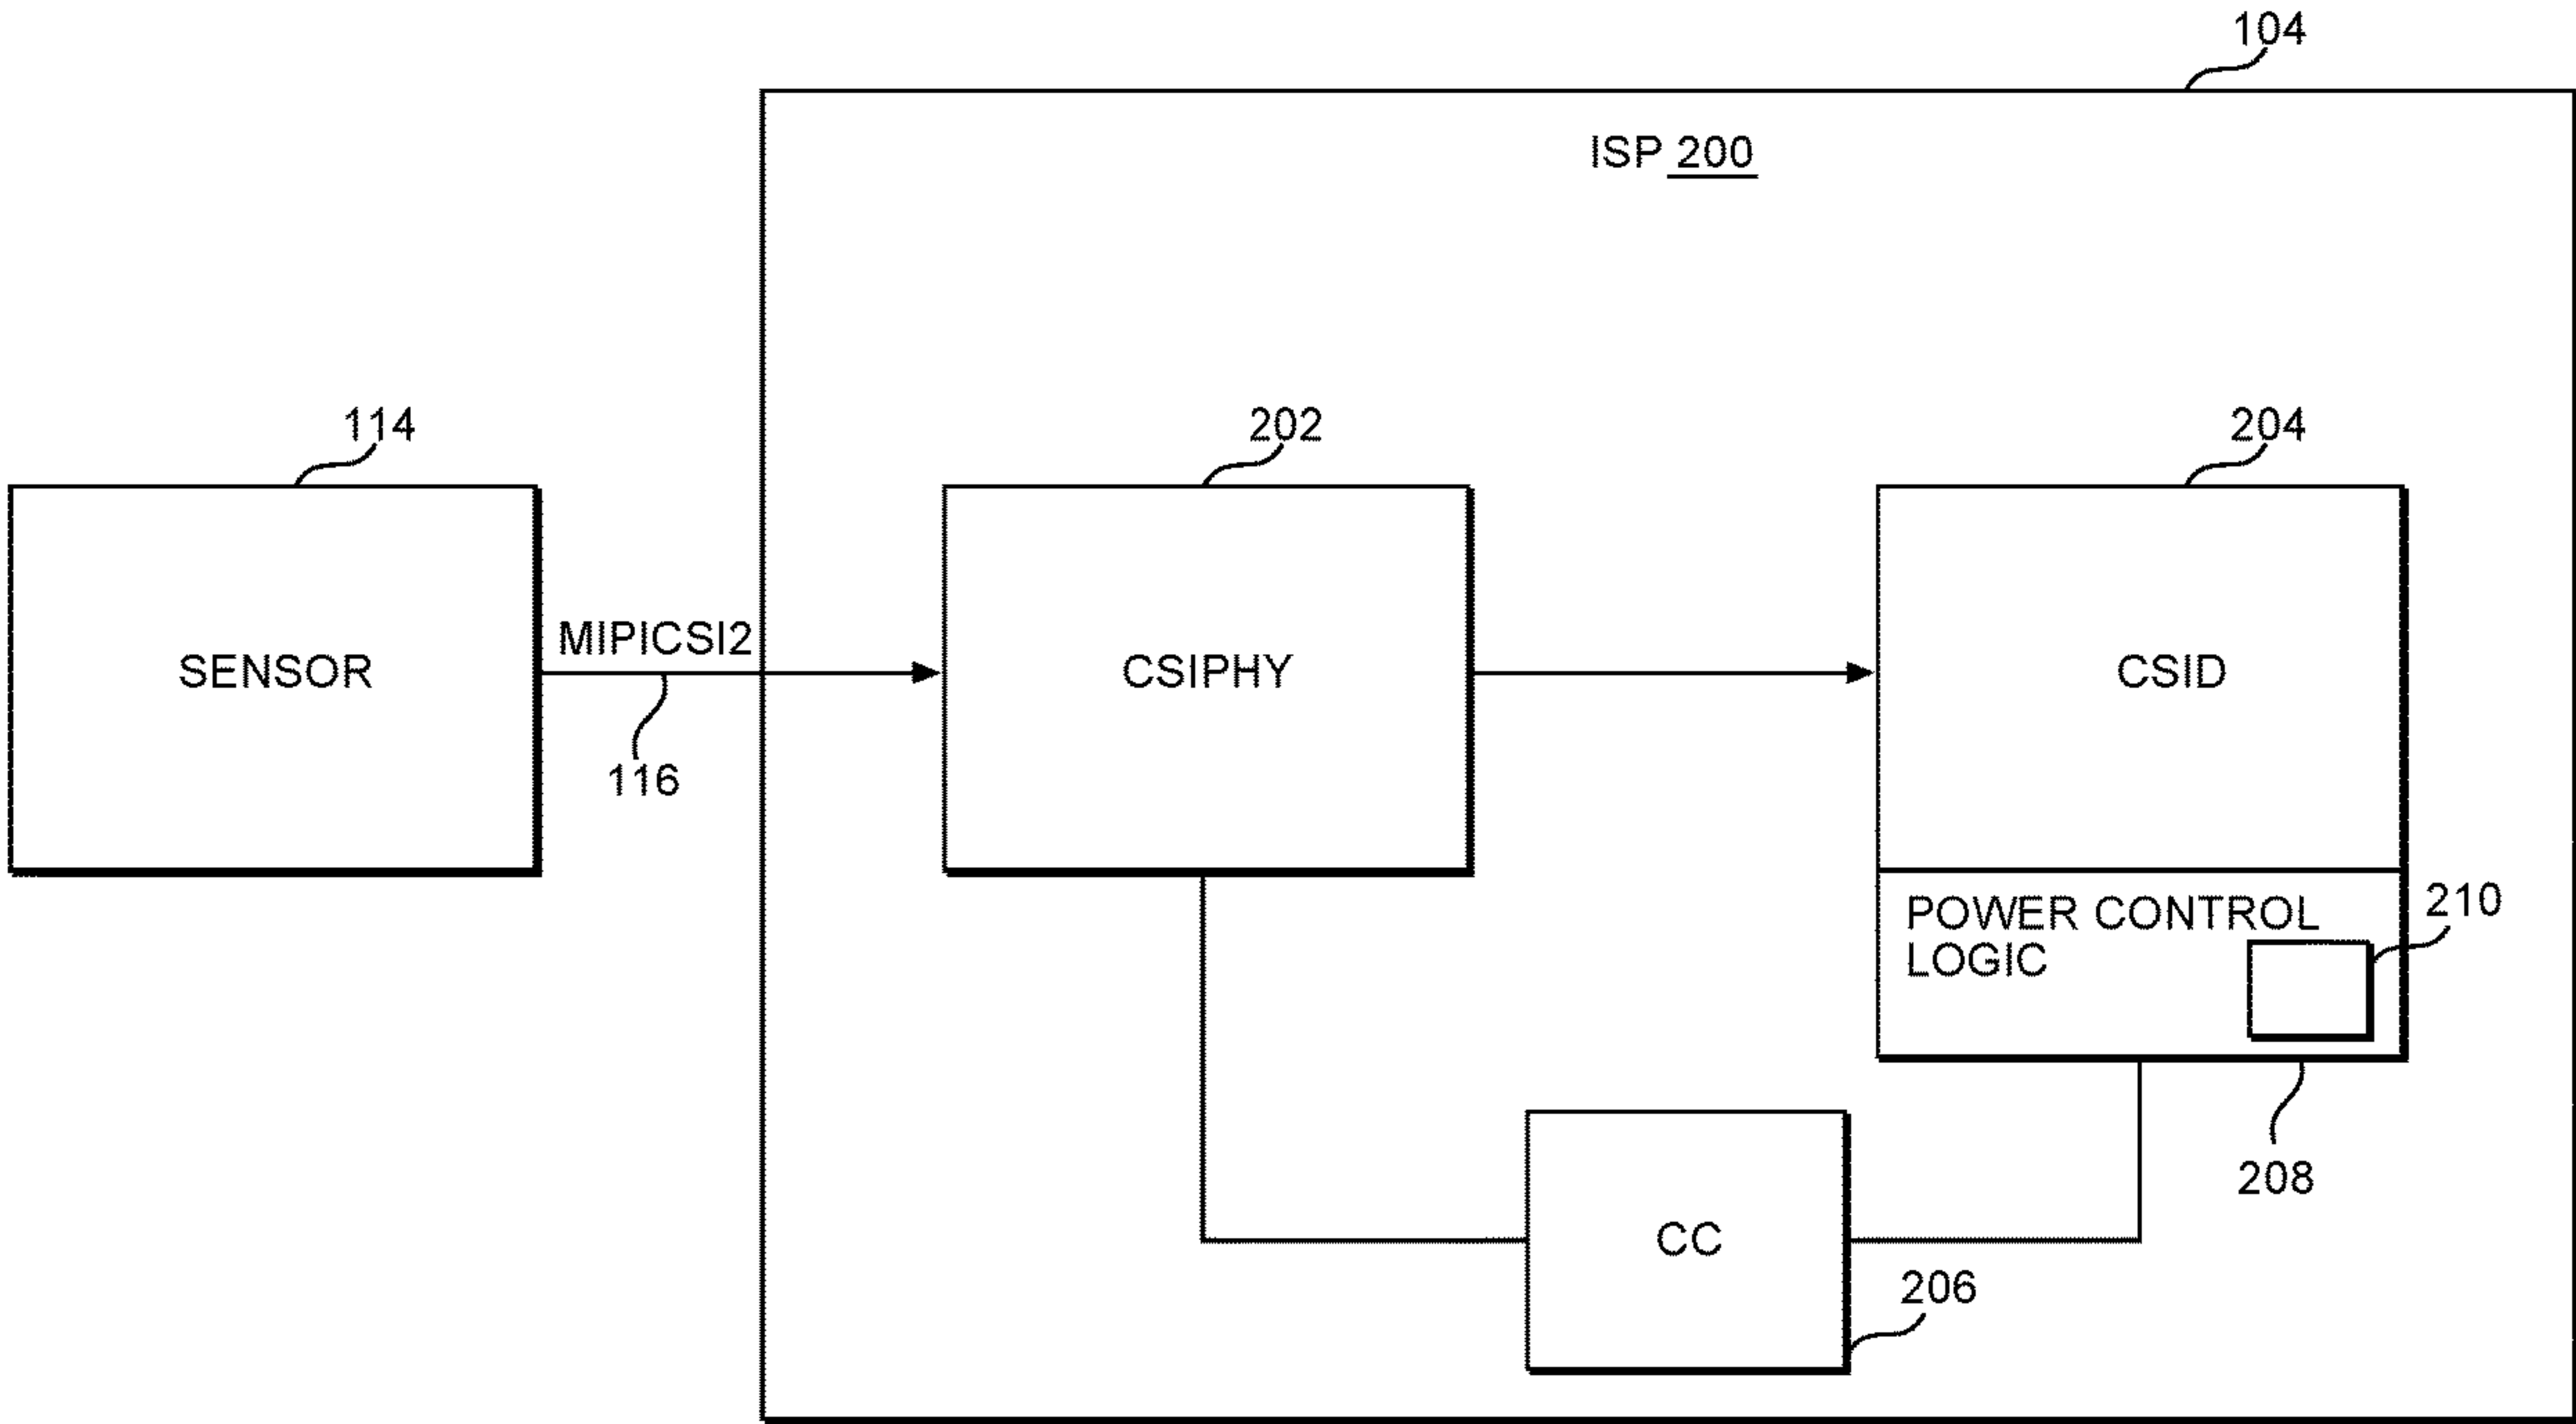 104
ISP 200
114
202
204
SENSOR
MIPICSI2
116
CSIPHY
CSID
POWER CONTROL
LOGIC
210
208
CC
206